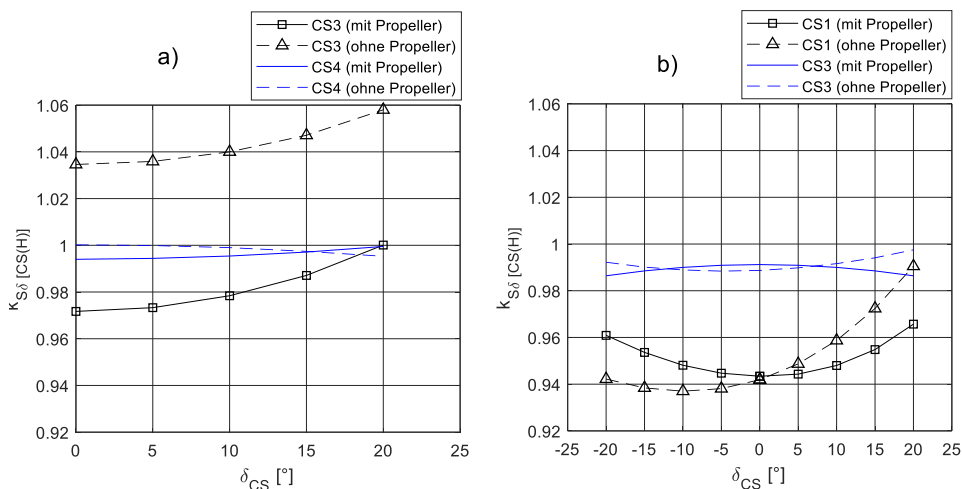 a)
CS3 (mit Propeller)
CS3 (ohne Propeller)
CS4 (mit Propeller)
CS4 (ohne Propeller)
1.06
1.04
1.02
1
0.98
0.96
0.94
0.92
κSδ [CS(H)]
0 5 10 15 20 25
δCS [°]
b)
CS1 (mit Propeller)
CS1 (ohne Propeller)
CS3 (mit Propeller)
CS3 (ohne Propeller)
1.06
1.04
1.02
1
0.98
0.96
0.94
0.92
kSδ [CS(H)]
-25 -20 -15 -10 -5 0 5 10 15 20 25
δCS [°]